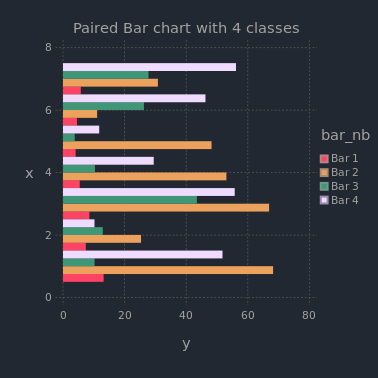 Paired Bar chart with 4 classes
8
6
4
2
0
x
0 20 40 60 80
y
bar_nb
Bar 1
Bar 2
Bar 3
Bar 4